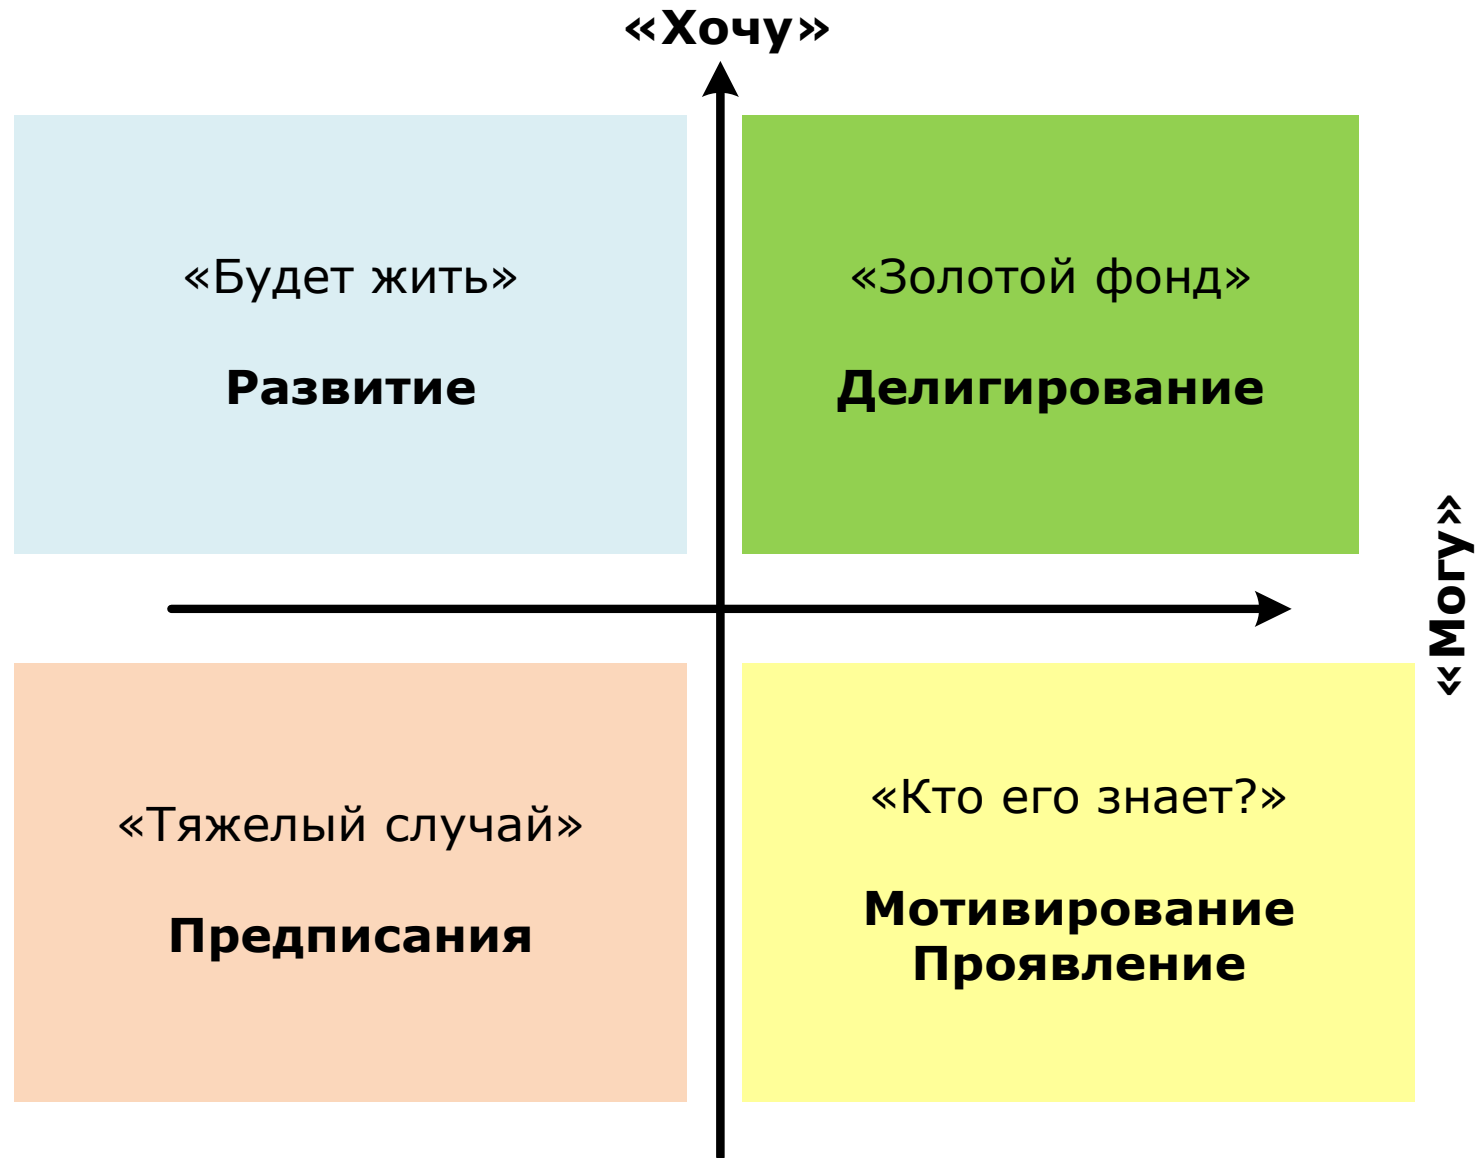 «Хочу»
«Будет жить»
Развитие
«Золотой фонд»
Делигирование
«Могу»
«Тяжелый случай»
Предписания
«Кто его знает?»
Мотивирование
Проявление